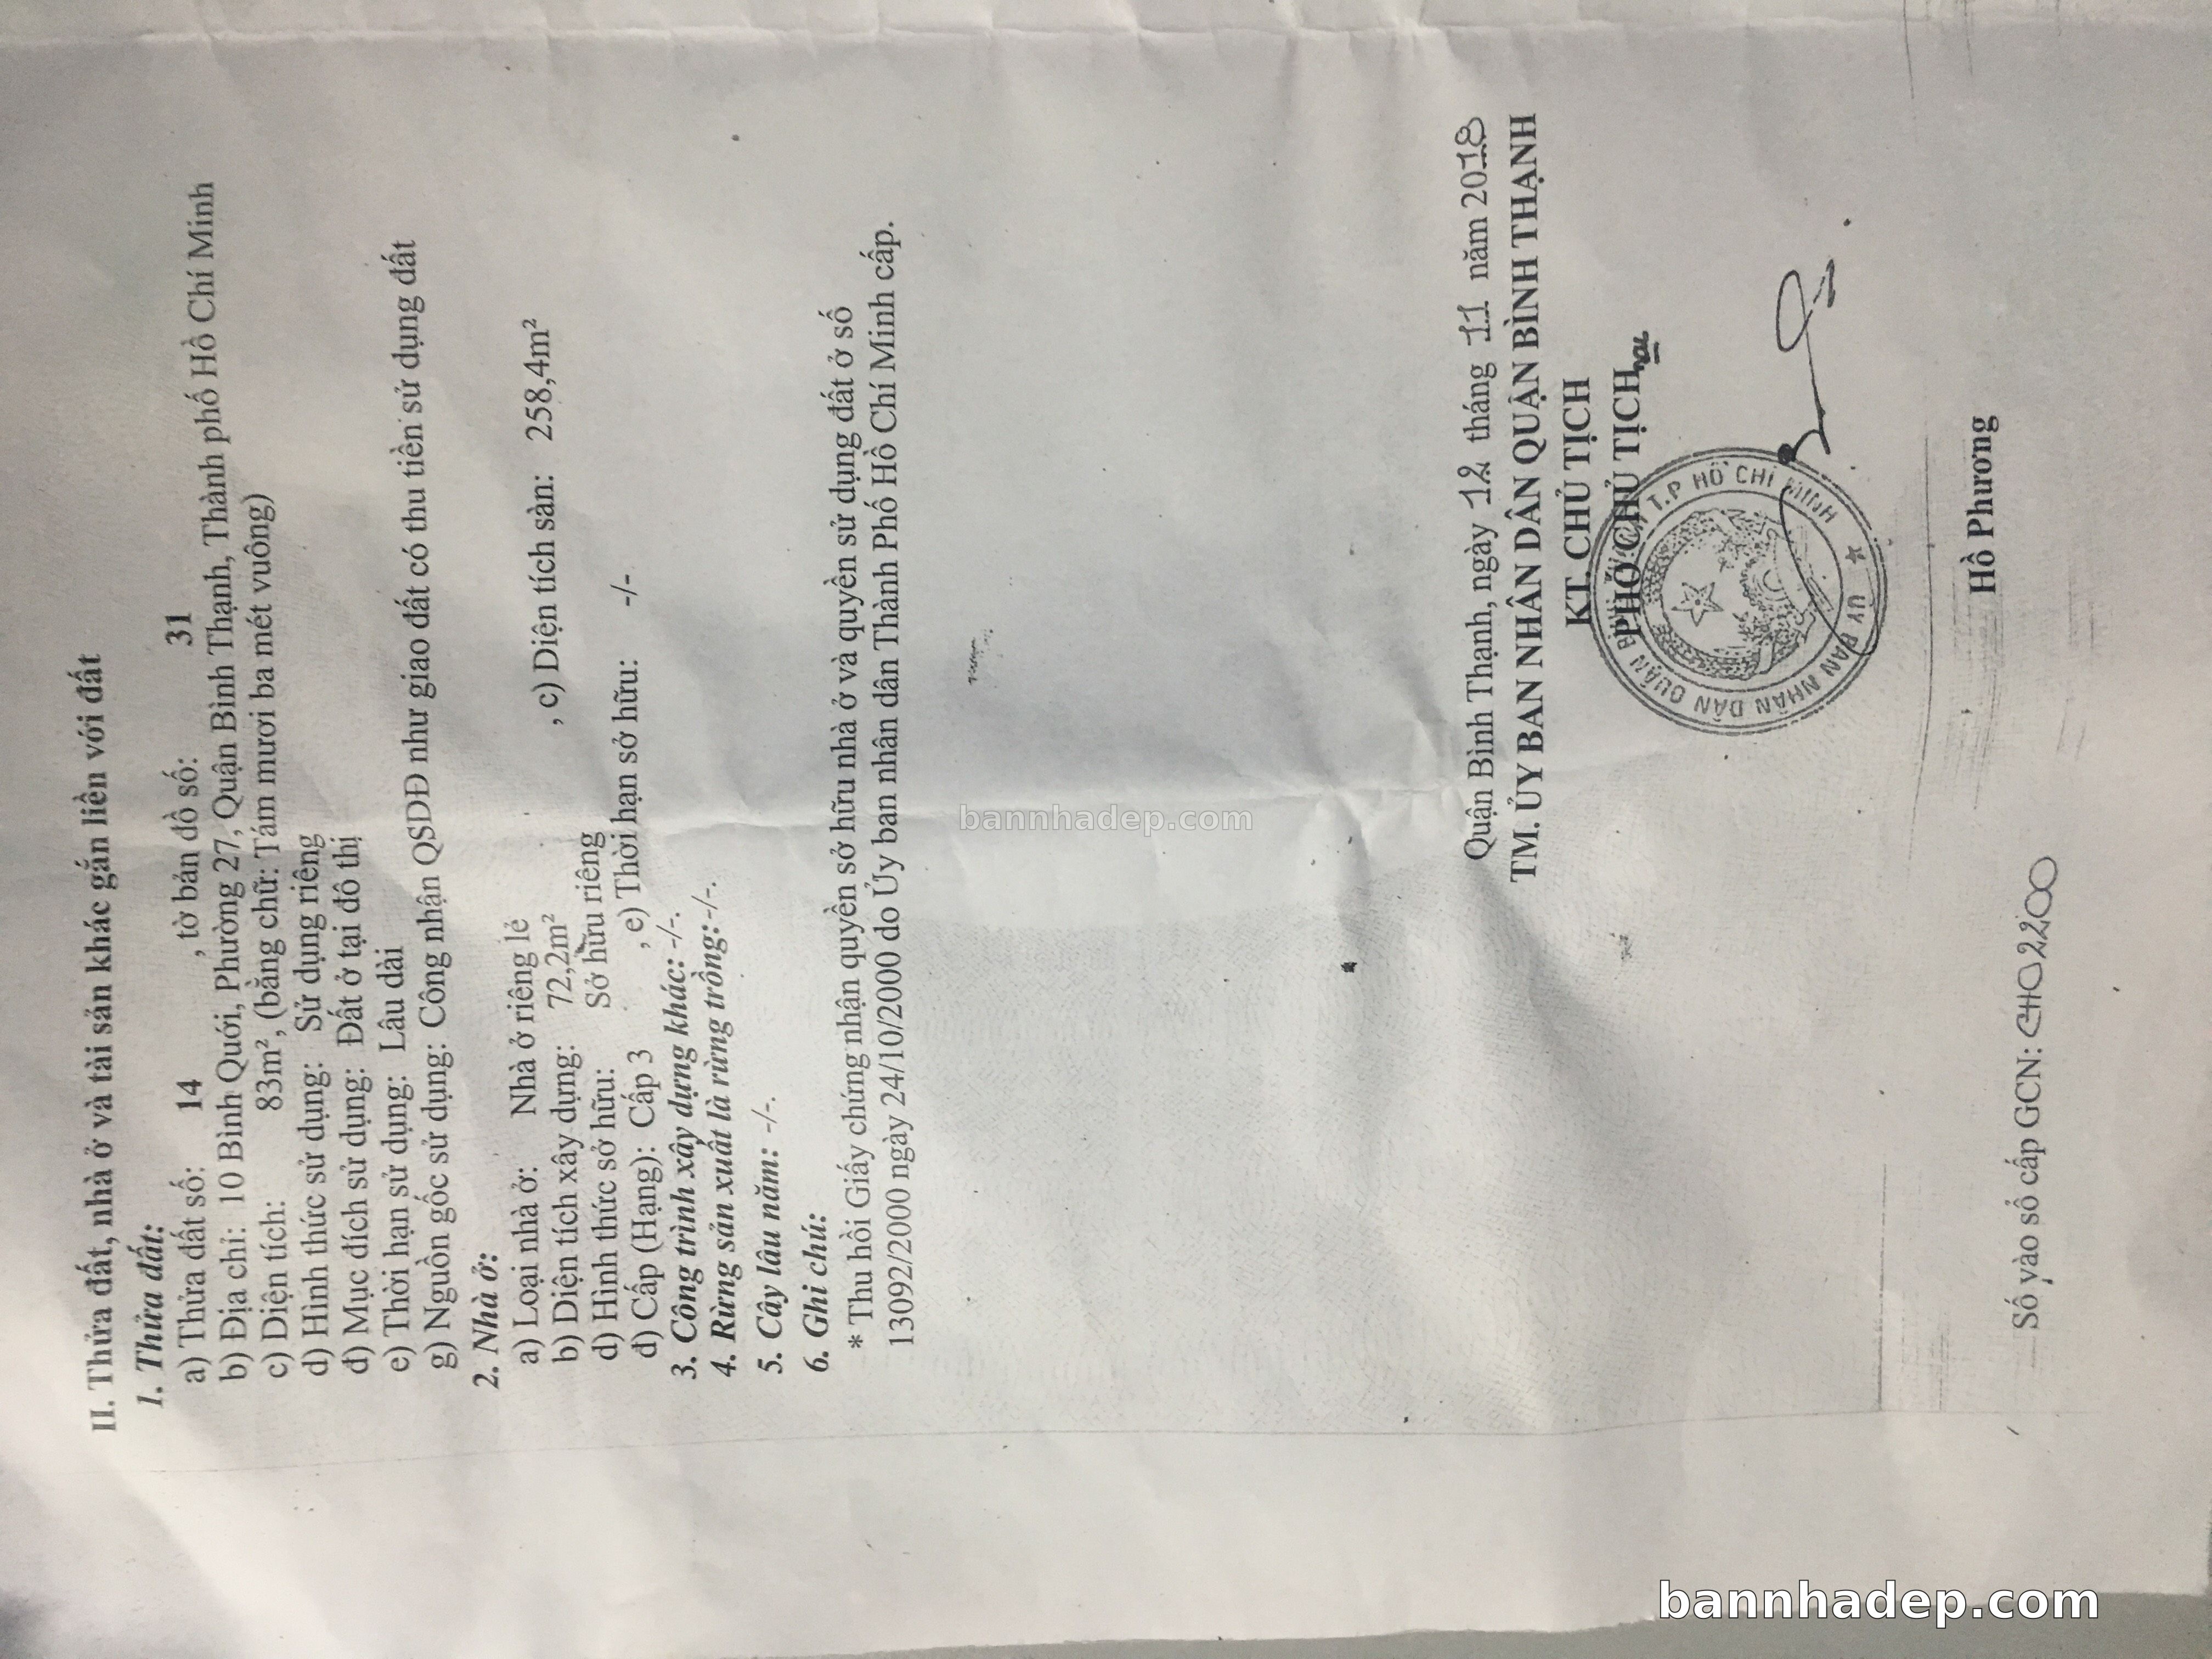 II. Thửa đất, nhà ở và tài sản khác gắn liền với đất
1. Thửa đất:
a) Thửa đất số: 14 , tờ bản đồ số: 31
b) Địa chỉ: 10 Bình Quới, Phường 27, Quận Bình Thạnh, Thành phố Hồ Chí Minh
c) Diện tích: 83m², (bằng chữ: Tám mươi ba mét vuông)
d) Hình thức sử dụng: Sử dụng riêng
đ) Mục đích sử dụng: Đất ở tại đô thị
e) Thời hạn sử dụng: Lâu dài
g) Nguồn gốc sử dụng: Công nhận QSDĐ như giao đất có thu tiền sử dụng đất
2. Nhà ở:
a) Loại nhà ở: Nhà ở riêng lẻ
b) Diện tích xây dựng: 72,2m² , c) Diện tích sàn: 258,4m²
d) Hình thức sở hữu: Sở hữu riêng
đ) Cấp (Hạng): Cấp 3 , e) Thời hạn sở hữu: -/-
3. Công trình xây dựng khác: -/-.
4. Rừng sản xuất là rừng trồng: -/-.
5. Cây lâu năm: -/-.
6. Ghi chú:
* Thu hồi Giấy chứng nhận quyền sở hữu nhà ở và quyền sử dụng đất ở số
13092/2000 ngày 24/10/2000 do Ủy ban nhân dân Thành Phố Hồ Chí Minh cấp.
bannhadep.com
Quận Bình Thạnh, ngày 12 tháng 11 năm 2018
TM. ỦY BAN NHÂN DÂN QUẬN BÌNH THẠNH
KT. CHỦ TỊCH
PHÓ CHỦ TỊCH
ỦY BAN NHÂN DÂN QUẬN BÌNH THẠNH T.P HỒ CHÍ MINH
Hồ Phương
Số vào sổ cấp GCN: CH02200
bannhadep.com